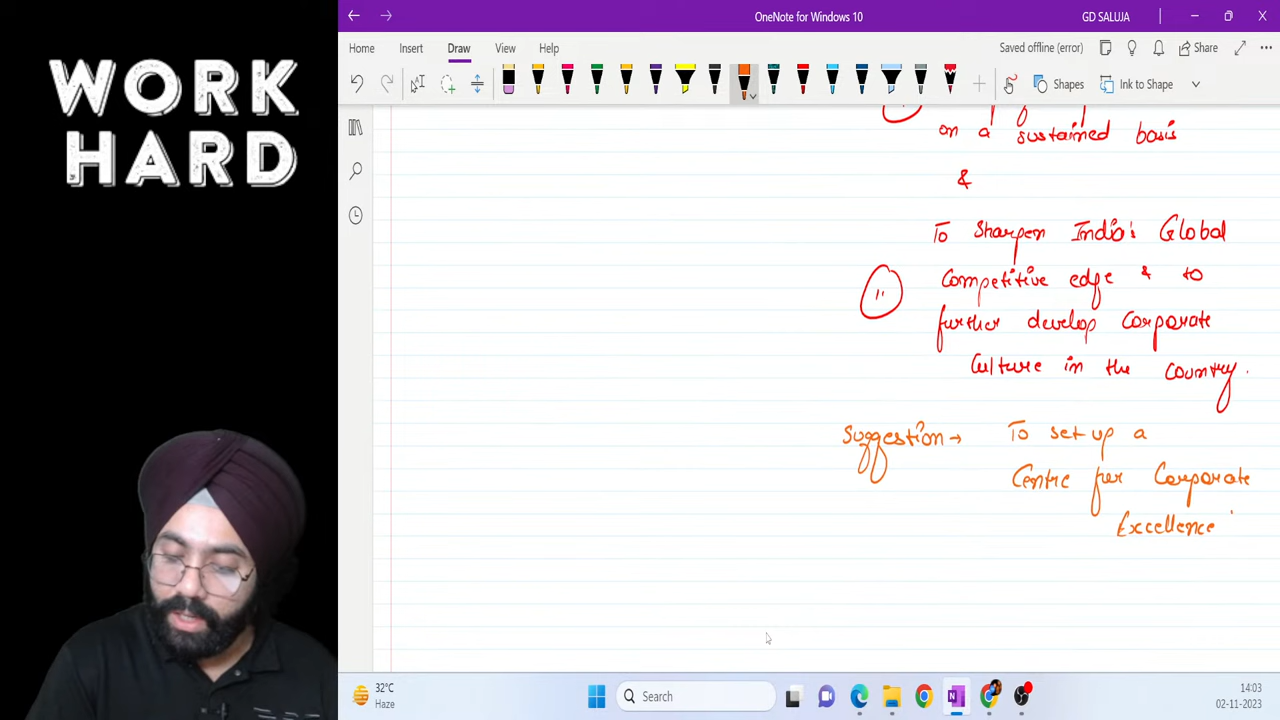 WORK
HARD
OneNote for Windows 10
GD SALUJA
Home Insert Draw View Help
Saved offline (error)
Share
Shapes
Ink to Shape
on a sustained basis
&
To Sharpen India's Global
ii
Competitive edge & to
further develop Corporate
Culture in the Country.
Suggestion → To set up a
Centre for Corporate
Excellence
32°C
Haze
Search
14:03
02-11-2023